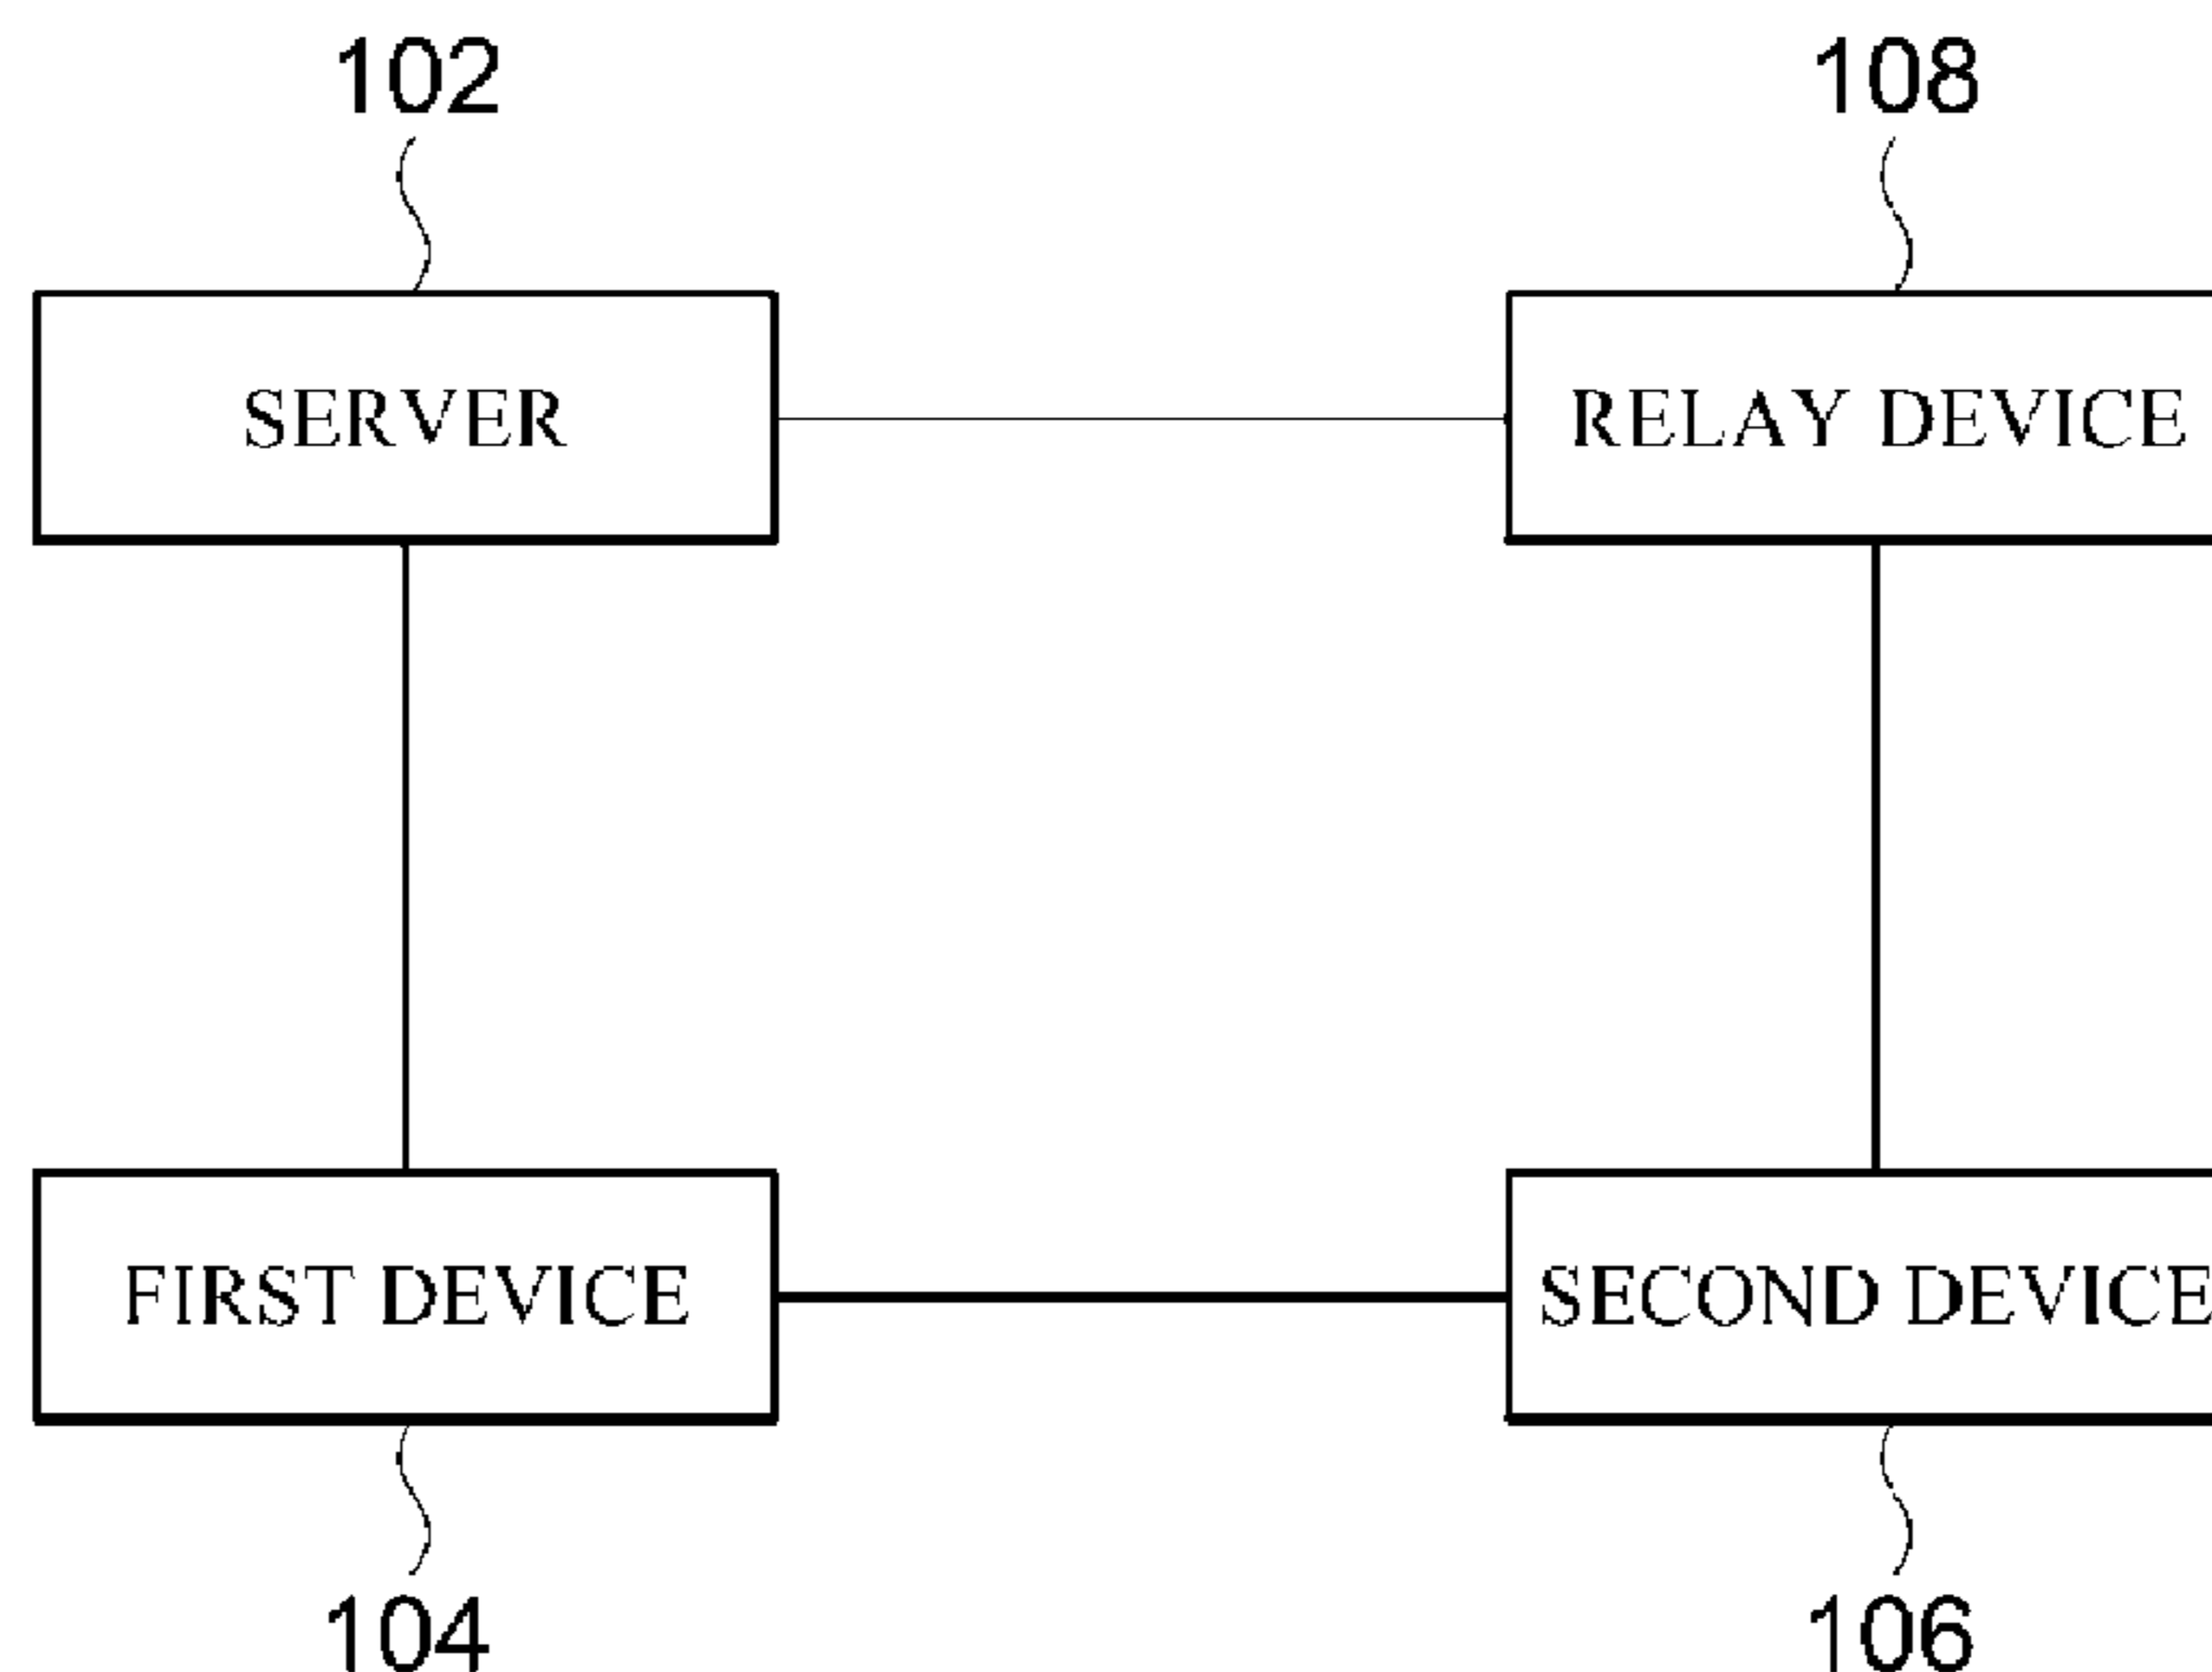 102
108
SERVER
RELAY DEVICE
FIRST DEVICE
SECOND DEVICE
104
106